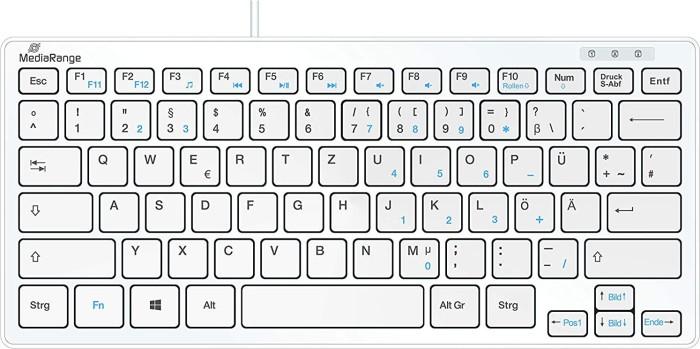 MediaRange
Esc F1 F11 F2 F12 F3 F4 F5 F6 F7 F8 F9 F10 Rollen Num Druck S-Abf Entf
° ! " § $ % & / { ( [ ) ] = } ? `
^ 1 2 2 3 3 4 5 6 7 7 8 8 9 9 0 * ß \ ´
Q W E € R T Z U 4 I 5 O 6 P - Ü * + ~ ' #
A S D F G H J 1 K 2 L 3 Ö + Ä
Y X C V B N M µ 0 ; , : . _ - /
Strg Fn Alt Alt Gr Strg Bild↑
← Pos1 ↓ Bild↓ Ende→